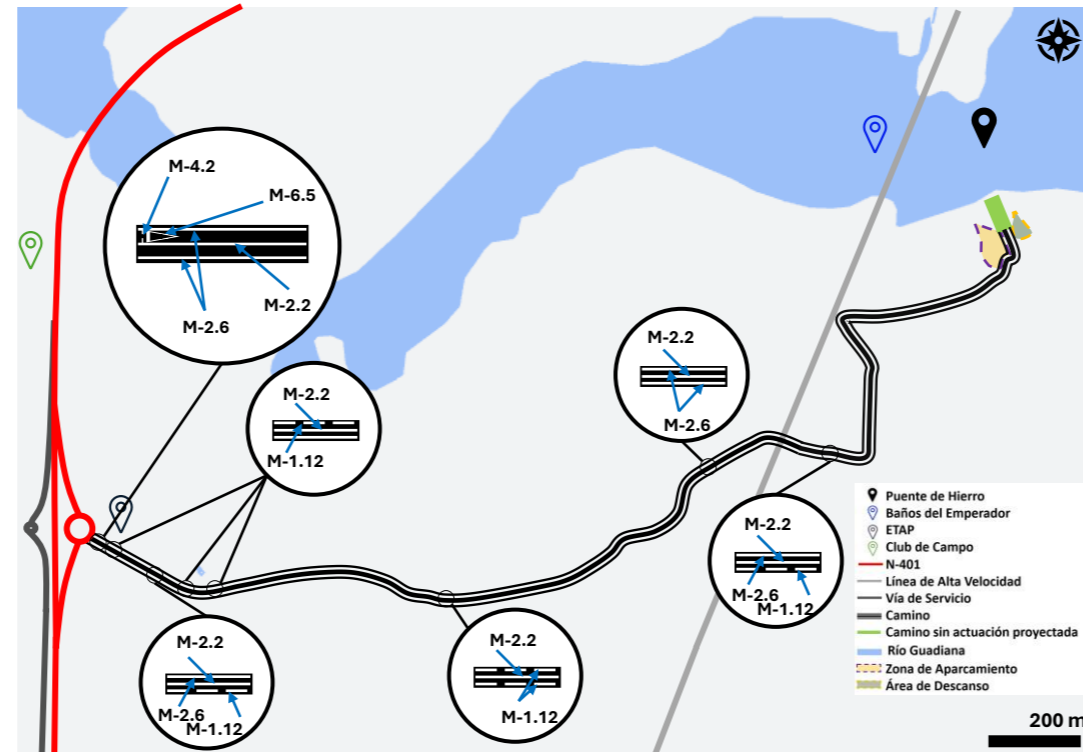 M-4.2
M-6.5
M-2.2
M-2.6
M-2.2
M-1.12
M-2.2
M-2.6
M-2.2
M-2.6
M-1.12
M-2.2
M-1.12
M-2.2
M-2.6
M-1.12
Puente de Hierro
Baños del Emperador
ETAP
Club de Campo
N-401
Línea de Alta Velocidad
Vía de Servicio
Camino
Camino sin actuación proyectada
Río Guadiana
Zona de Aparcamiento
Área de Descanso
200 m